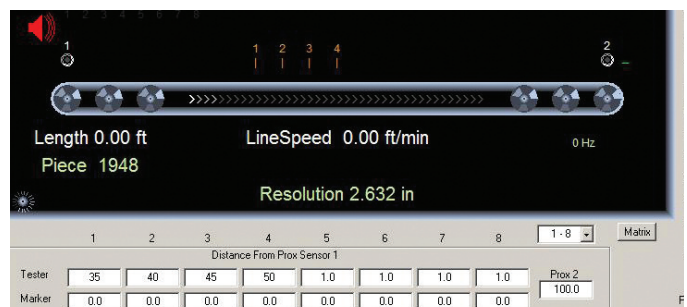 1 2 3 4 5 6 7 8
1 1 2 3 4 2
Length 0.00 ft LineSpeed 0.00 ft/min 0 Hz
Piece 1948
Resolution 2.632 in
1 2 3 4 5 6 7 8 1 - 8 Matrix
Distance From Prox Sensor 1
Tester 35 40 45 50 1.0 1.0 1.0 1.0 Prox 2
100.0
Marker 0.0 0.0 0.0 0.0 0.0 0.0 0.0 0.0